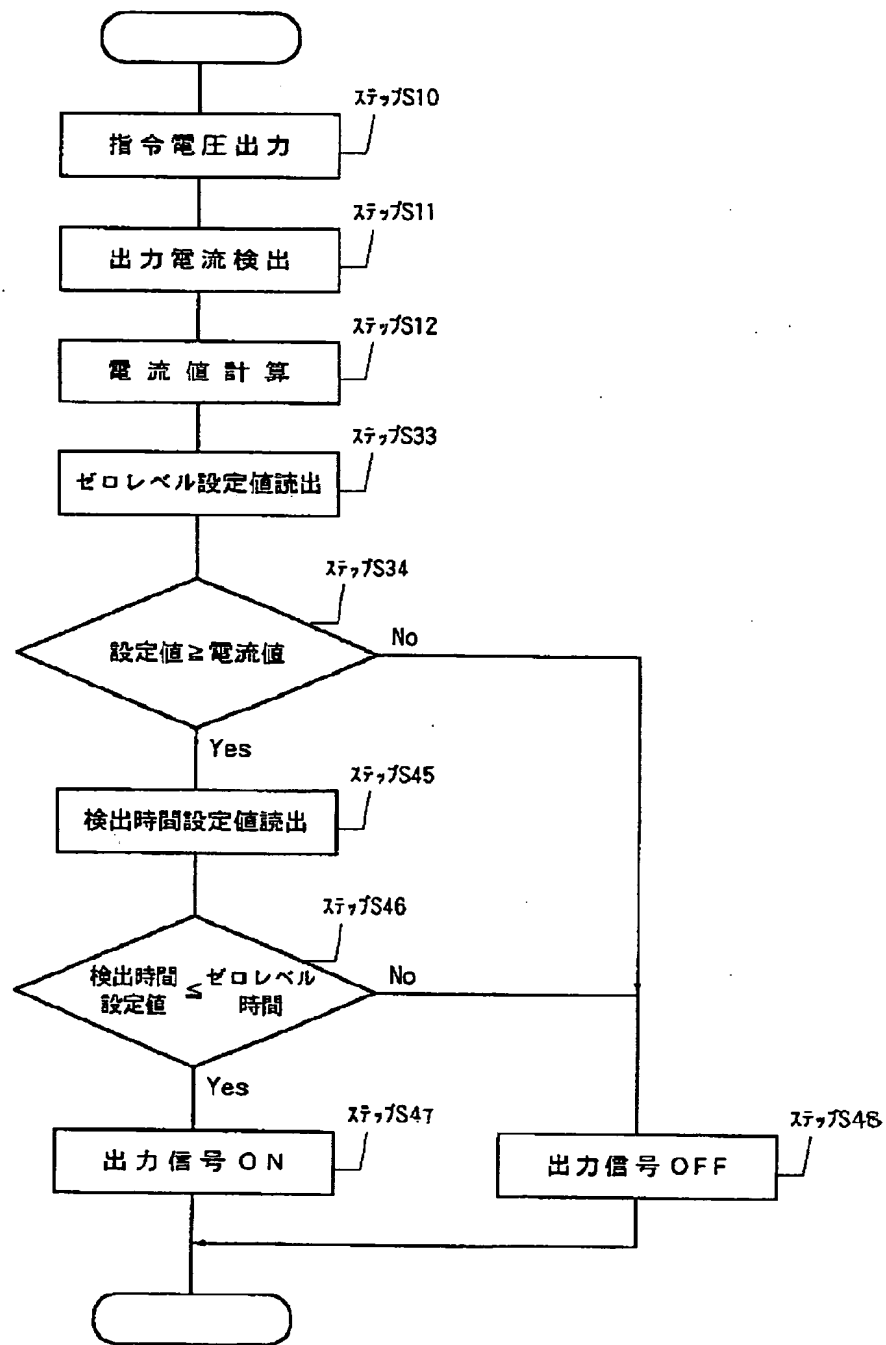 ステップS10
指令電圧出力
ステップS11
出力電流検出
ステップS12
電流値計算
ステップS33
ゼロレベル設定値読出
ステップS34
設定値≧電流値
No
Yes
ステップS45
検出時間設定値読出
ステップS46
検出時間設定値≦ゼロレベル時間
No
Yes
ステップS47
出力信号ON
ステップS48
出力信号OFF